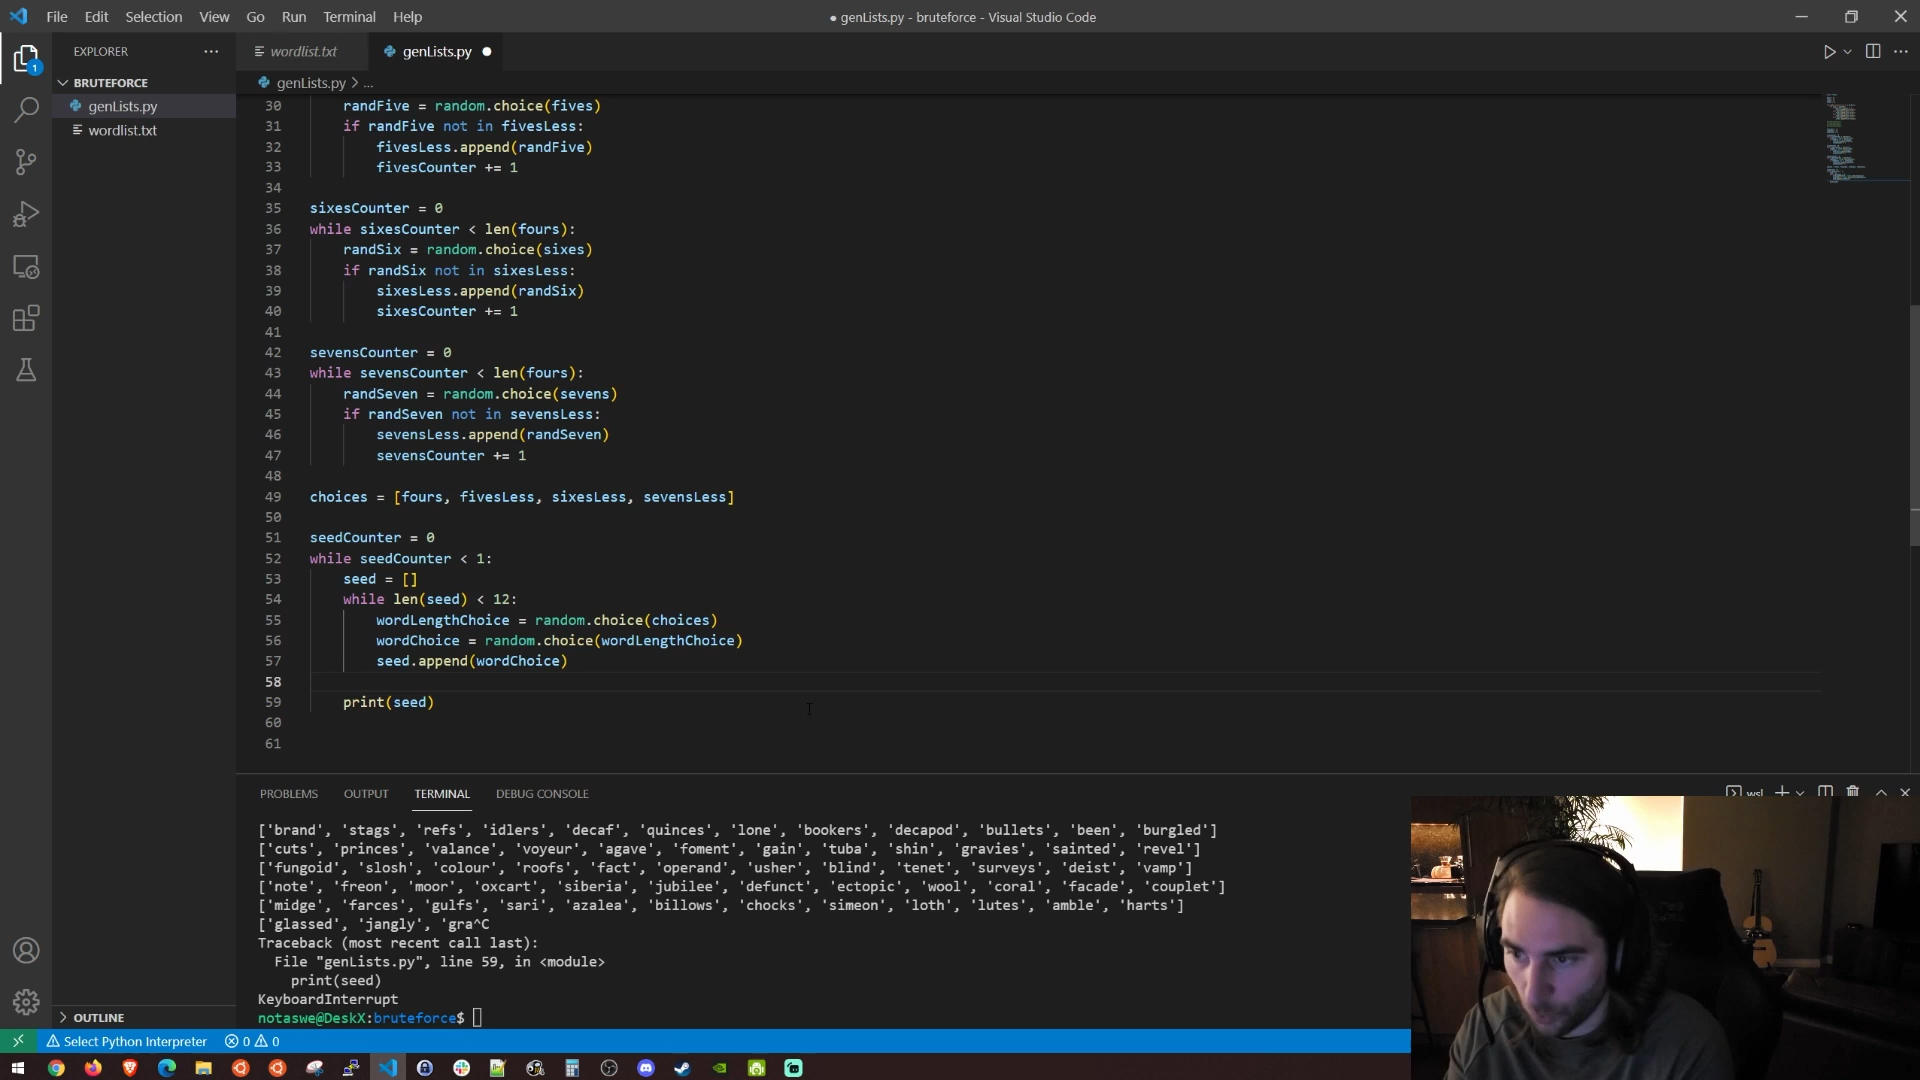 File Edit Selection View Go Run Terminal Help
● genLists.py - bruteforce - Visual Studio Code
EXPLORER
wordlist.txt
genLists.py
1
BRUTEFORCE
genLists.py > ...
genLists.py
wordlist.txt
30 randFive = random.choice(fives)
31 if randFive not in fivesLess:
32 fivesLess.append(randFive)
33 fivesCounter += 1
34
35 sixesCounter = 0
36 while sixesCounter < len(fours):
37 randSix = random.choice(sixes)
38 if randSix not in sixesLess:
39 sixesLess.append(randSix)
40 sixesCounter += 1
41
42 sevensCounter = 0
43 while sevensCounter < len(fours):
44 randSeven = random.choice(sevens)
45 if randSeven not in sevensLess:
46 sevensLess.append(randSeven)
47 sevensCounter += 1
48
49 choices = [fours, fivesLess, sixesLess, sevensLess]
50
51 seedCounter = 0
52 while seedCounter < 1:
53 seed = []
54 while len(seed) < 12:
55 wordLengthChoice = random.choice(choices)
56 wordChoice = random.choice(wordLengthChoice)
57 seed.append(wordChoice)
58
59 print(seed)
60
61
PROBLEMS OUTPUT TERMINAL DEBUG CONSOLE
wsl
['brand', 'stags', 'refs', 'idlers', 'decaf', 'quinces', 'lone', 'bookers', 'decapod', 'bullets', 'been', 'burgled']
['cuts', 'princes', 'valance', 'voyeur', 'agave', 'foment', 'gain', 'tuba', 'shin', 'gravies', 'sainted', 'revel']
['fungoid', 'slosh', 'colour', 'roofs', 'fact', 'operand', 'usher', 'blind', 'tenet', 'surveys', 'deist', 'vamp']
['note', 'freon', 'moor', 'oxcart', 'siberia', 'jubilee', 'defunct', 'ectopic', 'wool', 'coral', 'facade', 'couplet']
['midge', 'farces', 'gulfs', 'sari', 'azalea', 'billows', 'chocks', 'simeon', 'loth', 'lutes', 'amble', 'harts']
['glassed', 'jangly', 'gra^C
Traceback (most recent call last):
File "genLists.py", line 59, in <module>
print(seed)
KeyboardInterrupt
notaswe@DeskX:bruteforce$
OUTLINE
Select Python Interpreter 0 0